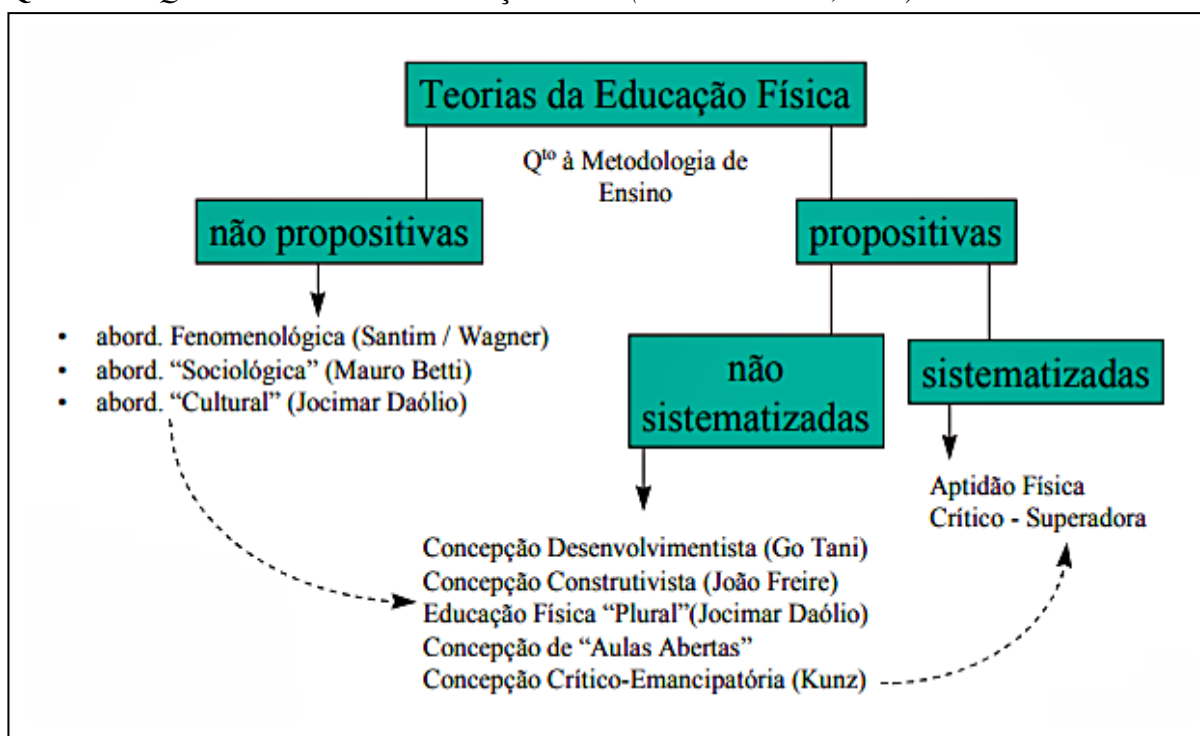 Teorias da Educação Física
Qto à Metodologia de
Ensino
não propositivas
propositivas
• abord. Fenomenológica (Santim / Wagner)
• abord. “Sociológica” (Mauro Betti)
• abord. “Cultural” (Jocimar Daólio)
não
sistematizadas
sistematizadas
Aptidão Física
Crítico - Superadora
Concepção Desenvolvimentista (Go Tani)
Concepção Construtivista (João Freire)
Educação Física “Plural”(Jocimar Daólio)
Concepção de “Aulas Abertas”
Concepção Crítico-Emancipatória (Kunz)